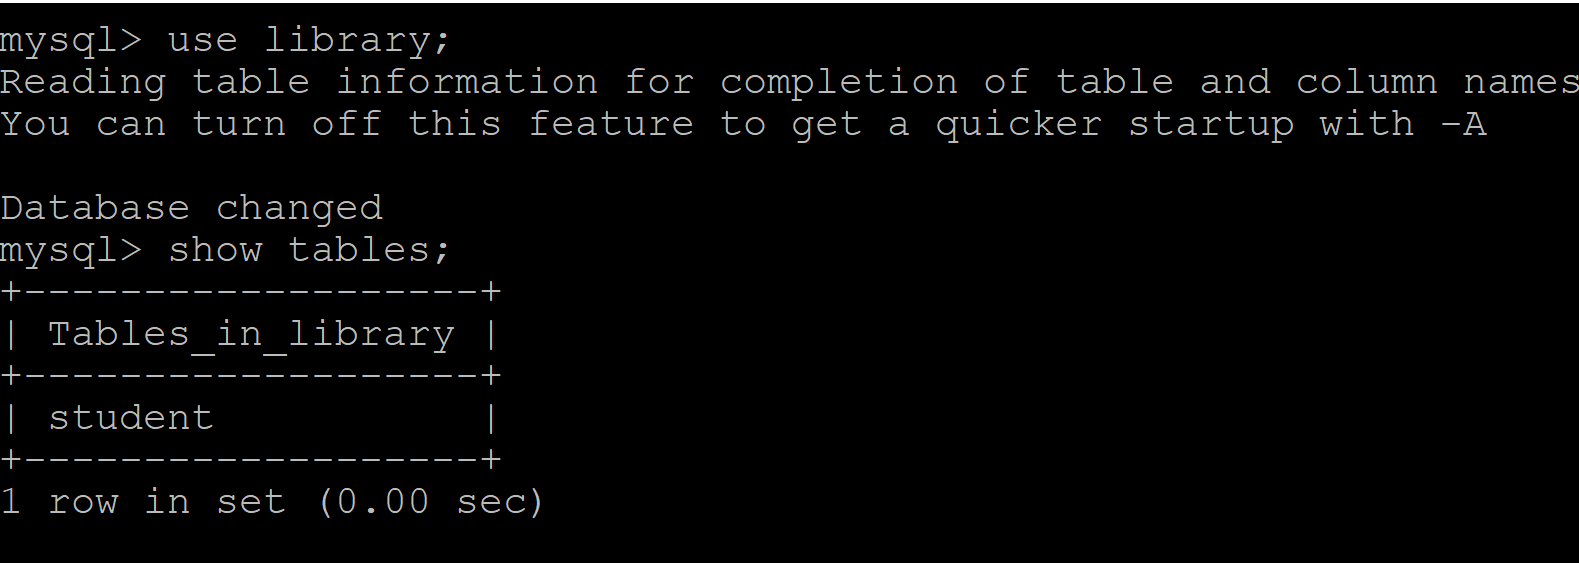 mysql> use library;
Reading table information for completion of table and column names
You can turn off this feature to get a quicker startup with -A
Database changed
mysql> show tables;
+-------------------+
| Tables_in_library |
+-------------------+
| student           |
+-------------------+
1 row in set (0.00 sec)